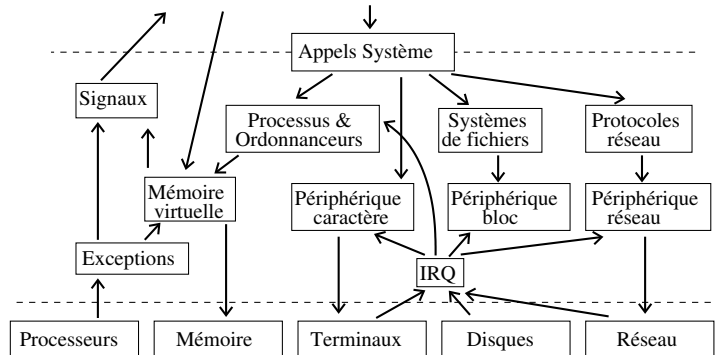 Appels Système
Signaux
Processus &
Ordonnanceurs
Systèmes
de fichiers
Protocoles
réseau
Mémoire
virtuelle
Périphérique
caractère
Périphérique
bloc
Périphérique
réseau
Exceptions
IRQ
Processeurs
Mémoire
Terminaux
Disques
Réseau